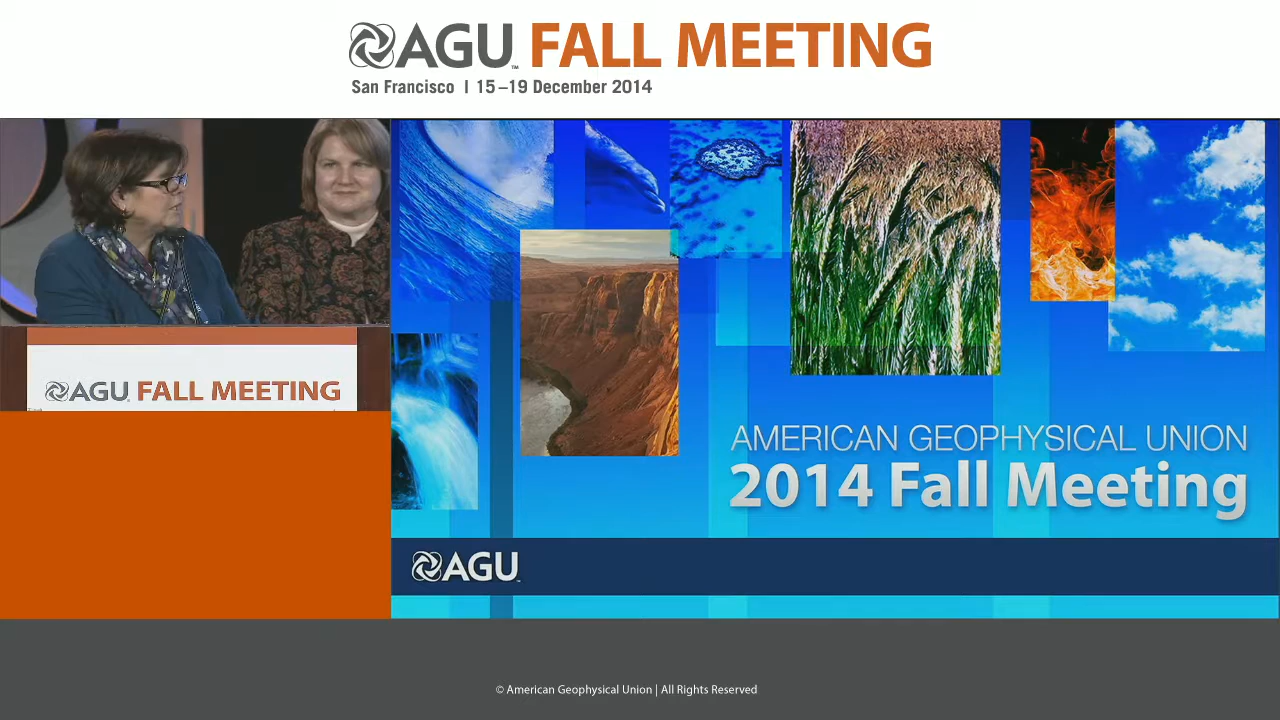 AGU FALL MEETING
San Francisco | 15–19 December 2014
AGU FALL MEETING
AMERICAN GEOPHYSICAL UNION
2014 Fall Meeting
AGU
© American Geophysical Union | All Rights Reserved